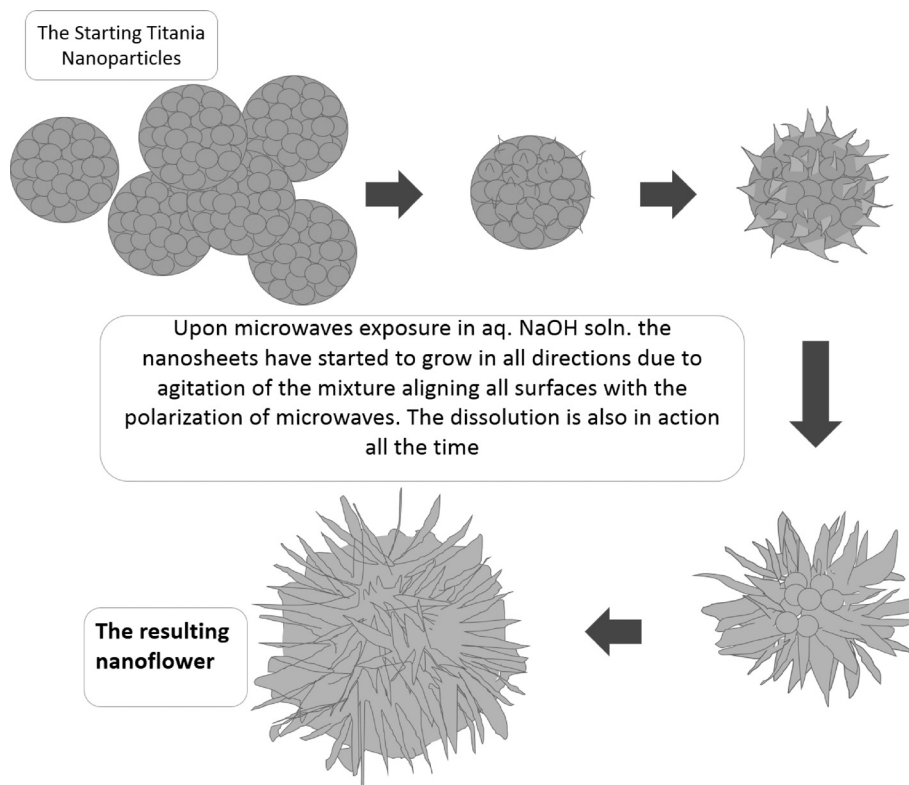 The Starting Titania
Nanoparticles
Upon microwaves exposure in aq. NaOH soln. the
nanosheets have started to grow in all directions due to
agitation of the mixture aligning all surfaces with the
polarization of microwaves. The dissolution is also in action
all the time
The resulting
nanoflower